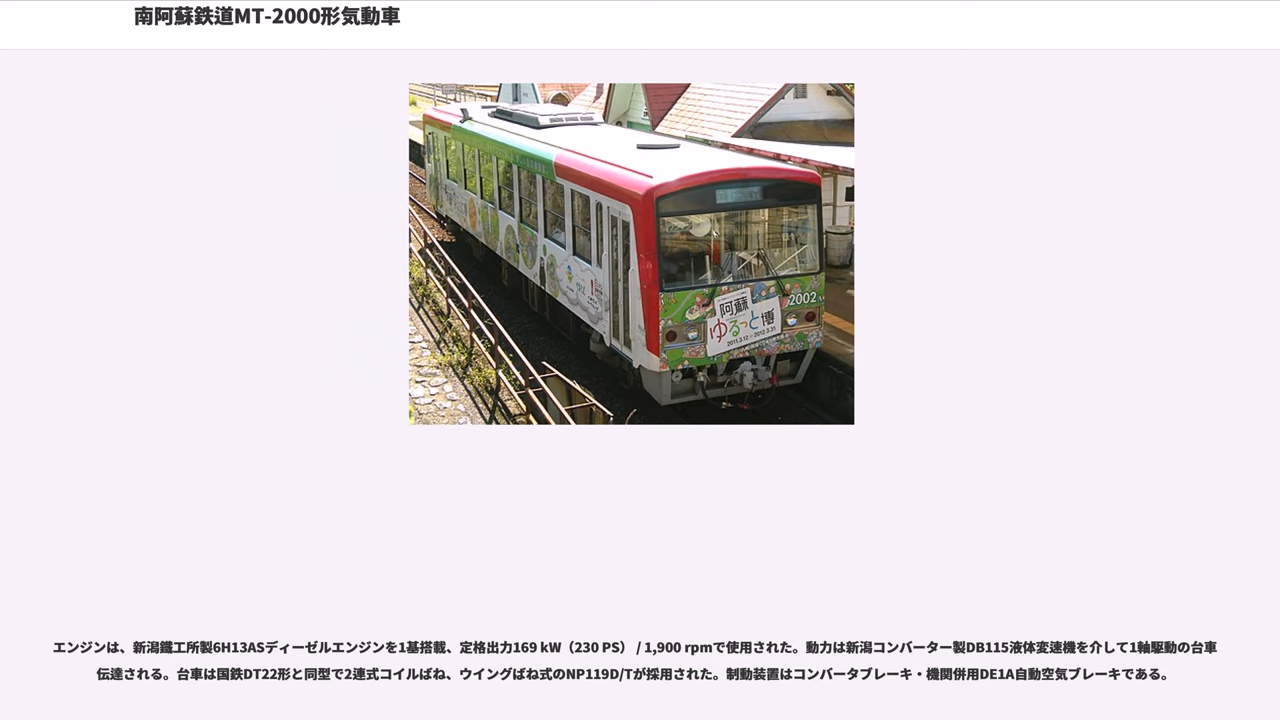 南阿蘇鉄道MT-2000形気動車
2002
阿蘇
ゆるっと博
2011.3.12~2012.3.31
エンジンは、新潟鐵工所製6H13ASディーゼルエンジンを1基搭載、定格出力169 kW（230 PS） / 1,900 rpmで使用された。動力は新潟コンバーター製DB115液体変速機を介して1軸駆動の台車
伝達される。台車は国鉄DT22形と同型で2連式コイルばね、ウイングばね式のNP119D/Tが採用された。制動装置はコンバータブレーキ・機関併用DE1A自動空気ブレーキである。